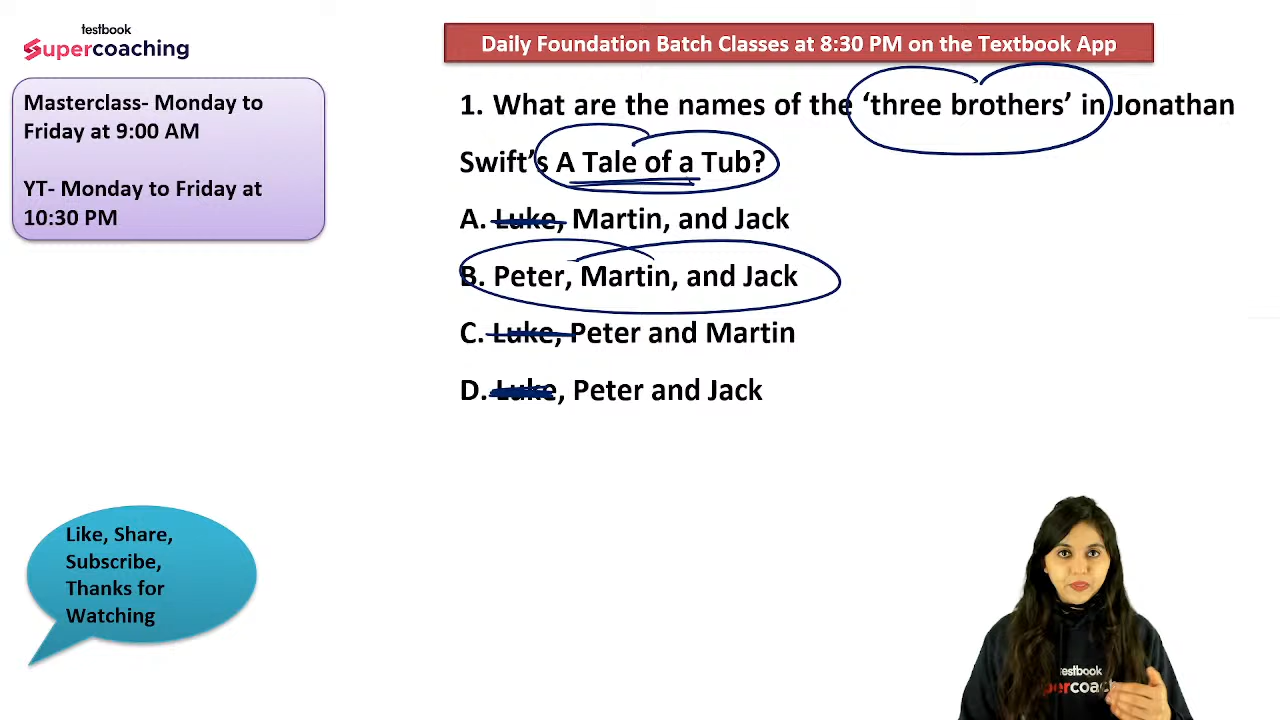 testbook
Supercoaching
Daily Foundation Batch Classes at 8:30 PM on the Textbook App
Masterclass- Monday to
Friday at 9:00 AM
YT- Monday to Friday at
10:30 PM
1. What are the names of the ‘three brothers’ in Jonathan
Swift’s A Tale of a Tub?
A. Luke, Martin, and Jack
B. Peter, Martin, and Jack
C. Luke, Peter and Martin
D. Luke, Peter and Jack
Like, Share,
Subscribe,
Thanks for
Watching
testbook
percoach